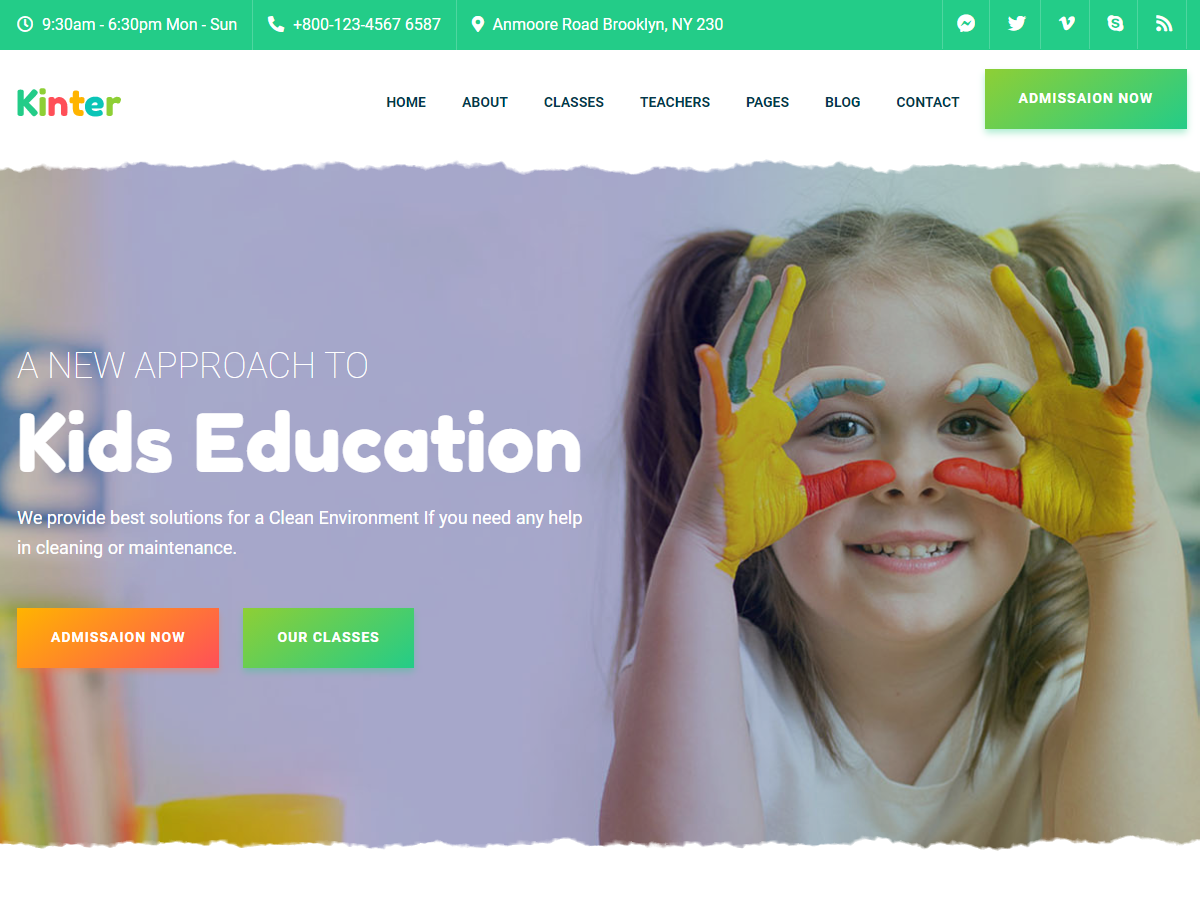 9:30am - 6:30pm Mon - Sun
+800-123-4567 6587
Anmoore Road Brooklyn, NY 230
Kinter
HOME
ABOUT
CLASSES
TEACHERS
PAGES
BLOG
CONTACT
ADMISSAION NOW
A NEW APPROACH TO
Kids Education
We provide best solutions for a Clean Environment If you need any help
in cleaning or maintenance.
ADMISSAION NOW
OUR CLASSES
2